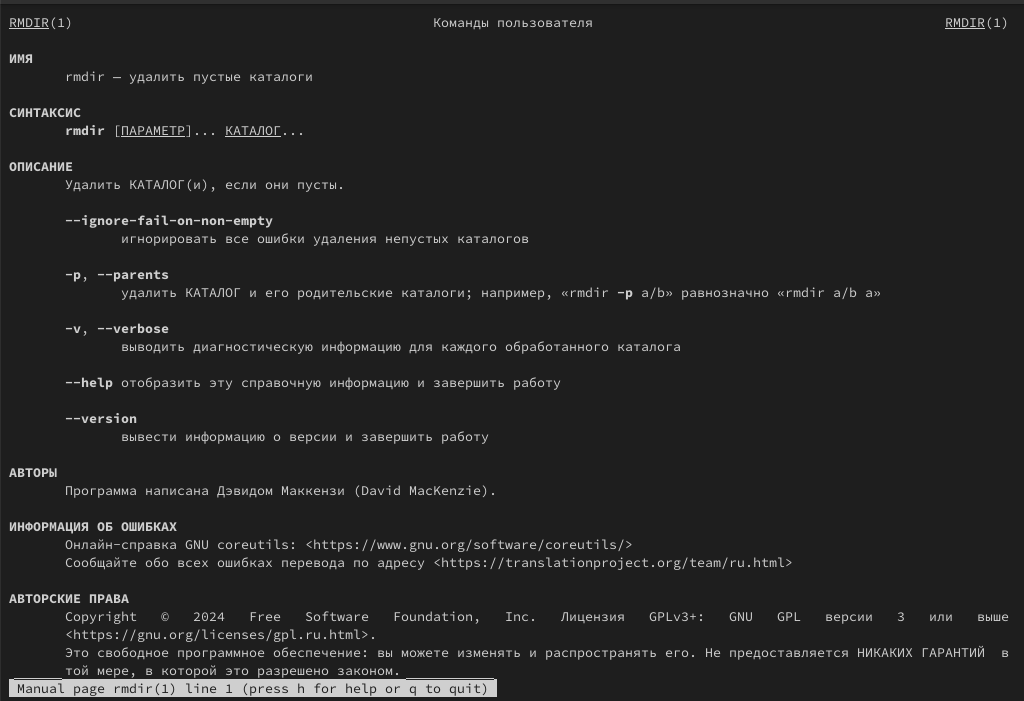 RMDIR(1) Команды пользователя RMDIR(1)
ИМЯ
rmdir — удалить пустые каталоги
СИНТАКСИС
rmdir [ПАРАМЕТР]... КАТАЛОГ...
ОПИСАНИЕ
Удалить КАТАЛОГ(и), если они пусты.
--ignore-fail-on-non-empty
игнорировать все ошибки удаления непустых каталогов
-p, --parents
удалить КАТАЛОГ и его родительские каталоги; например, «rmdir -p a/b» равнозначно «rmdir a/b a»
-v, --verbose
выводить диагностическую информацию для каждого обработанного каталога
--help отобразить эту справочную информацию и завершить работу
--version
вывести информацию о версии и завершить работу
АВТОРЫ
Программа написана Дэвидом Маккензи (David MacKenzie).
ИНФОРМАЦИЯ ОБ ОШИБКАХ
Онлайн-справка GNU coreutils: <https://www.gnu.org/software/coreutils/>
Сообщайте обо всех ошибках перевода по адресу <https://translationproject.org/team/ru.html>
АВТОРСКИЕ ПРАВА
Copyright © 2024 Free Software Foundation, Inc. Лицензия GPLv3+: GNU GPL версии 3 или выше
<https://gnu.org/licenses/gpl.ru.html>.
Это свободное программное обеспечение: вы можете изменять и распространять его. Не предоставляется НИКАКИХ ГАРАНТИЙ в
той мере, в которой это разрешено законом.
Manual page rmdir(1) line 1 (press h for help or q to quit)